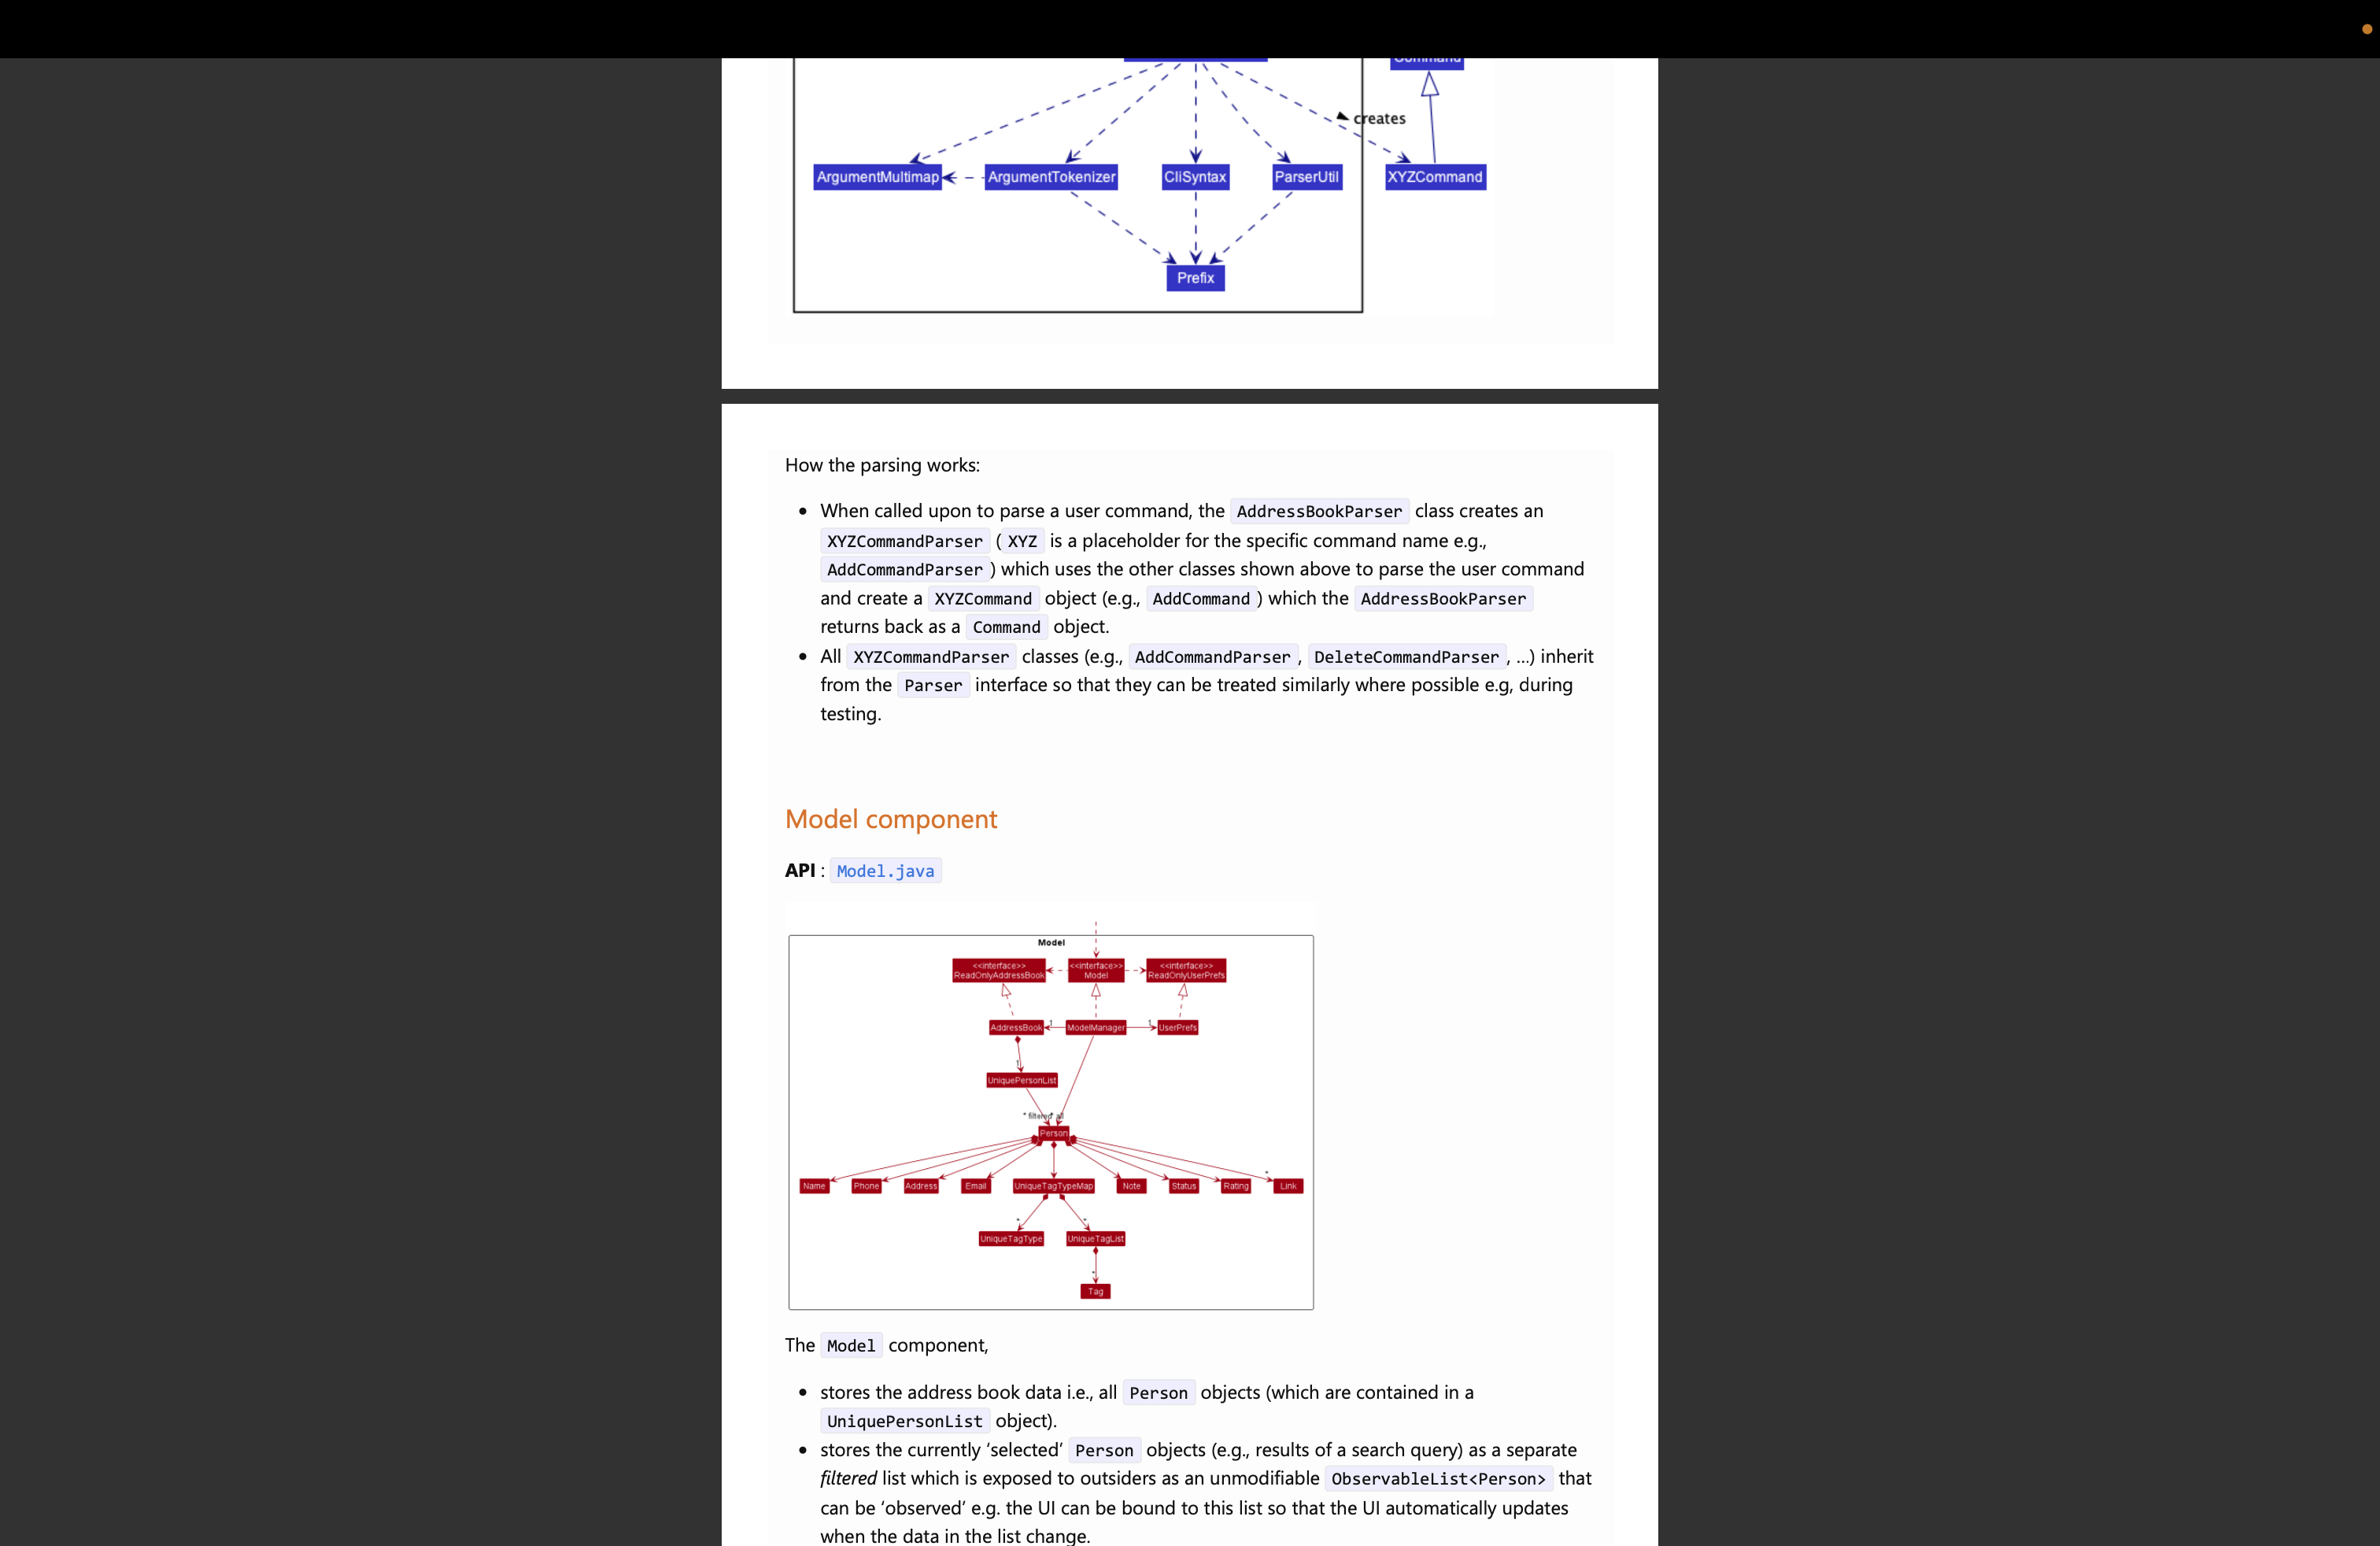 creates
ArgumentMultimap
ArgumentTokenizer
CliSyntax
ParserUtil
XYZCommand
Prefix
How the parsing works:
When called upon to parse a user command, the AddressBookParser class creates an
XYZCommandParser ( XYZ is a placeholder for the specific command name e.g.,
AddCommandParser ) which uses the other classes shown above to parse the user command
and create a XYZCommand object (e.g., AddCommand ) which the AddressBookParser
returns back as a Command object.
All XYZCommandParser classes (e.g., AddCommandParser , DeleteCommandParser , ...) inherit
from the Parser interface so that they can be treated similarly where possible e.g, during
testing.
Model component
API : Model.java
Model
<<interface>>
ReadOnlyAddressBook
<<interface>>
Model
<<interface>>
ReadOnlyUserPrefs
AddressBook
1
ModelManager
1
UserPrefs
1
UniquePersonList
* filtered
* all
Person
*
Name
Phone
Address
Email
UniqueTagTypeMap
Note
Status
Rating
Link
*
*
UniqueTagType
UniqueTagList
*
Tag
The Model component,
stores the address book data i.e., all Person objects (which are contained in a
UniquePersonList object).
stores the currently ‘selected’ Person objects (e.g., results of a search query) as a separate
filtered list which is exposed to outsiders as an unmodifiable ObservableList<Person> that
can be ‘observed’ e.g. the UI can be bound to this list so that the UI automatically updates
when the data in the list change.